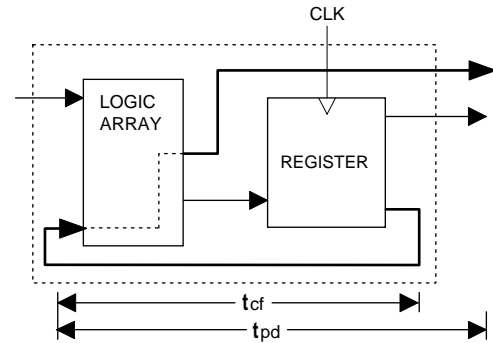 CLK
LOGIC
ARRAY
REGISTER
tcf
tpd